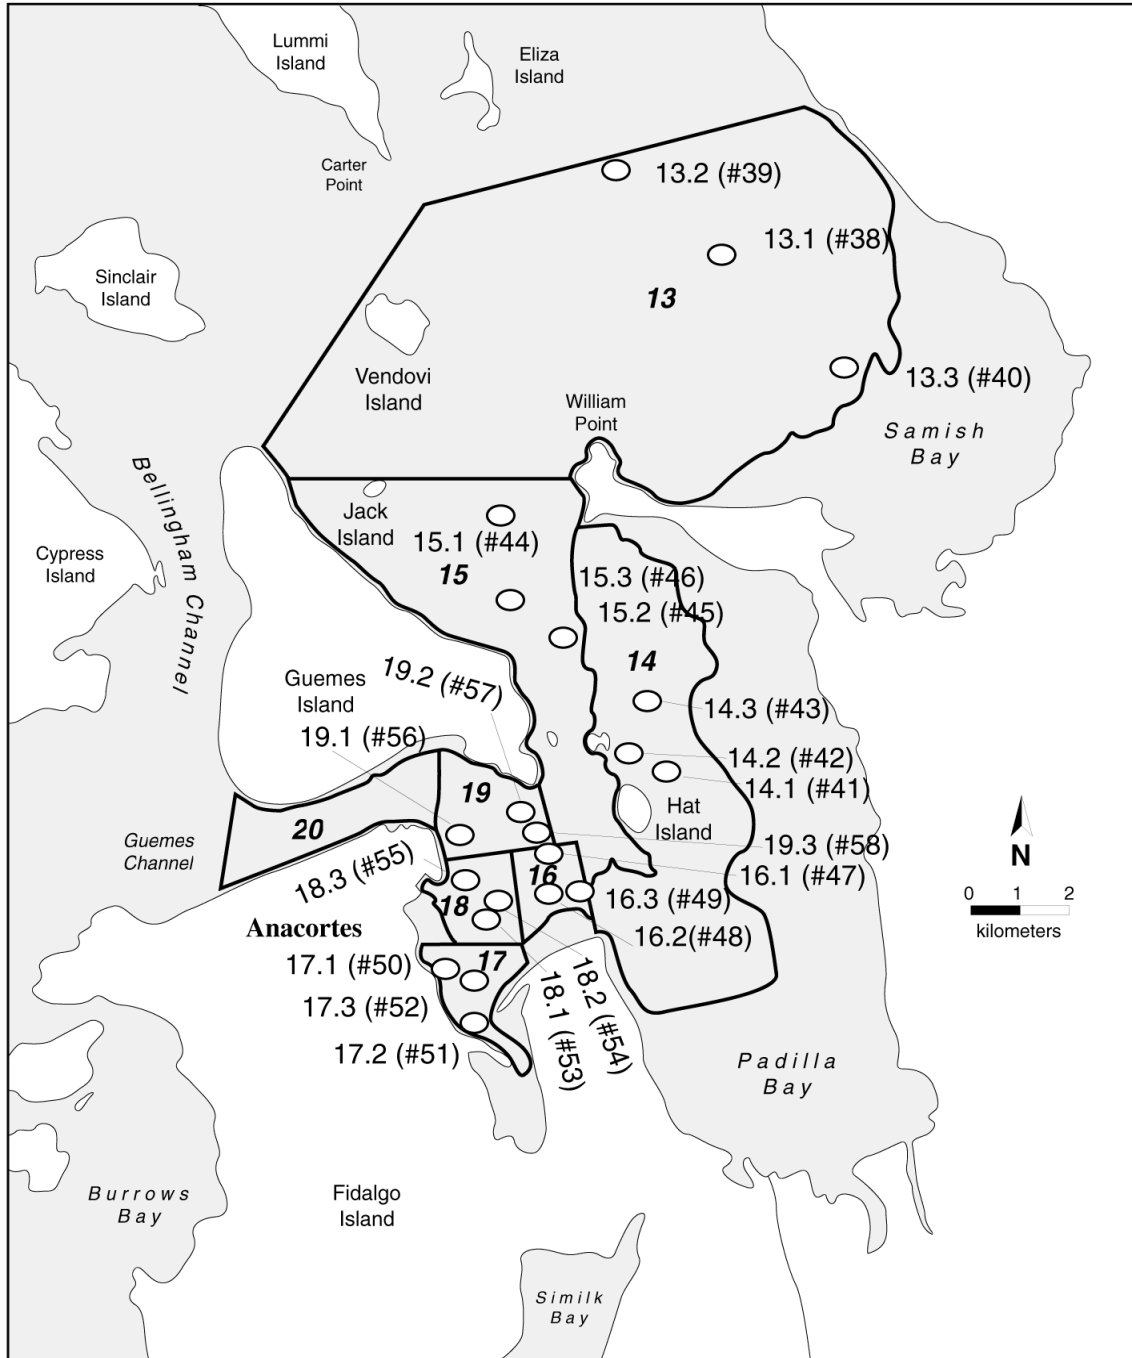 Lummi
Island
Eliza
Island
Carter
Point
13.2 (#39)
13.1 (#38)
Sinclair
Island
13
Vendovi
Island
13.3 (#40)
William
Point
Samish
Bay
Bellingham Channel
Jack
Island
15.1 (#44)
Cypress
Island
15
15.3 (#46)
15.2 (#45)
14
Guemes
Island
19.2 (#57)
14.3 (#43)
19.1 (#56)
14.2 (#42)
14.1 (#41)
19
Hat
Island
20
Guemes
Channel
19.3 (#58)
N
16
16.1 (#47)
18.3 (#55)
0 1 2
kilometers
16.3 (#49)
18
Anacortes
16.2(#48)
17.1 (#50)
17
17.3 (#52)
18.1 (#53)
18.2 (#54)
17.2 (#51)
Padilla
Bay
Burrows
Bay
Fidalgo
Island
Similk
Bay